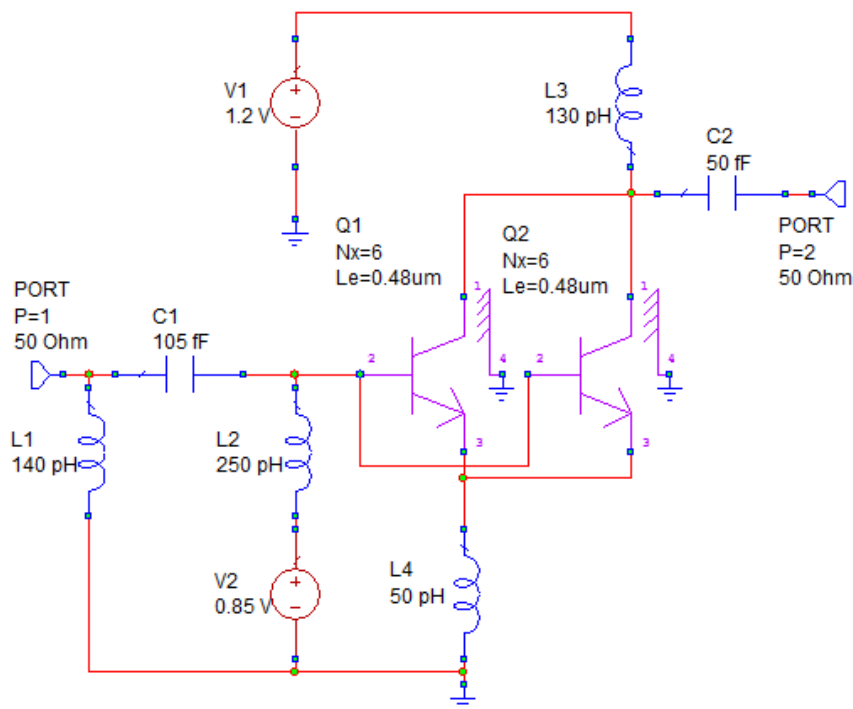 V1
1.2 V
L3
130 pH
C2
50 fF
PORT
P=2
50 Ohm
Q1
Nx=6
Le=0.48um
Q2
Nx=6
Le=0.48um
PORT
P=1
50 Ohm
C1
105 fF
1
2
3
4
1
2
3
4
L1
140 pH
L2
250 pH
V2
0.85 V
L4
50 pH